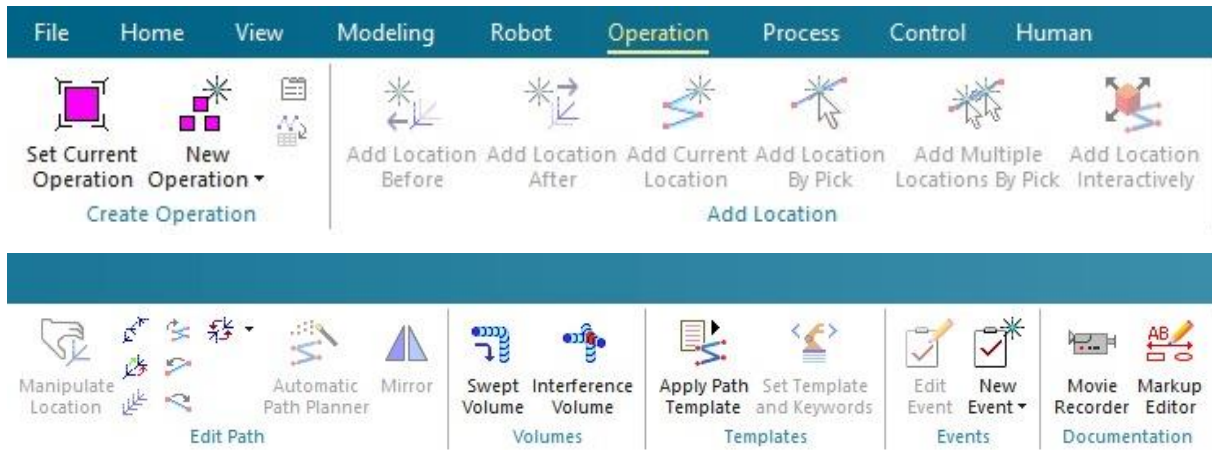 File Home View Modeling Robot Operation Process Control Human
Set Current New Add Location Add Location Add Current Add Location Add Multiple Add Location
Operation Operation Before After Location By Pick Locations By Pick Interactively
Create Operation Add Location
Manipulate Automatic Mirror Swept Interference Apply Path Set Template Edit New Movie Markup
Location Path Planner Volume Volume Template and Keywords Event Event Recorder Editor
Edit Path Volumes Templates Events Documentation
AB